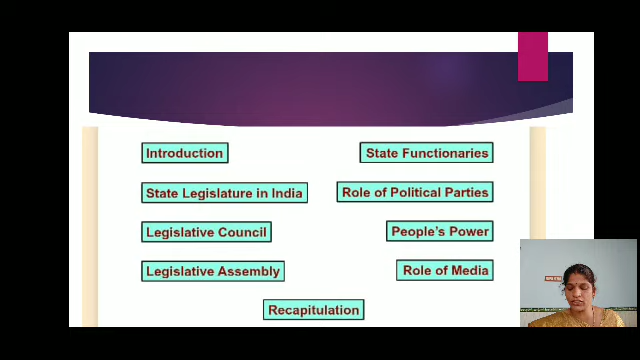 Introduction
State Legislature in India
Legislative Council
Legislative Assembly
State Functionaries
Role of Political Parties
People's Power
Role of Media
Recapitulation